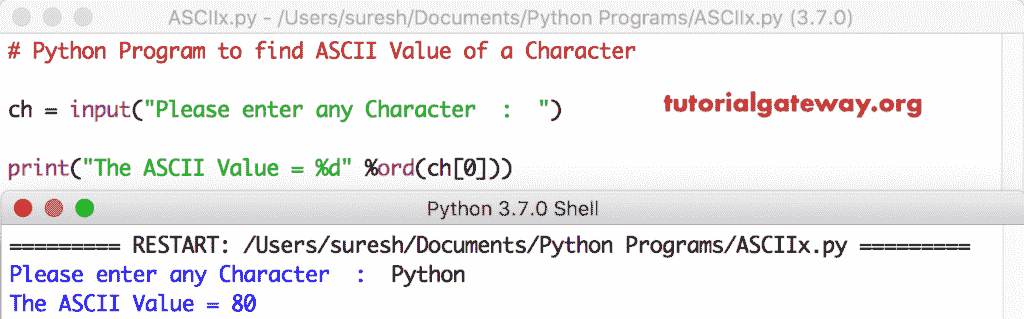 ASCIIx.py - /Users/suresh/Documents/Python Programs/ASCIIx.py (3.7.0)
# Python Program to find ASCII Value of a Character
ch = input("Please enter any Character  :  ")
tutorialgateway.org
print("The ASCII Value = %d" %ord(ch[0]))
Python 3.7.0 Shell
========= RESTART: /Users/suresh/Documents/Python Programs/ASCIIx.py =========
Please enter any Character  :  Python
The ASCII Value = 80